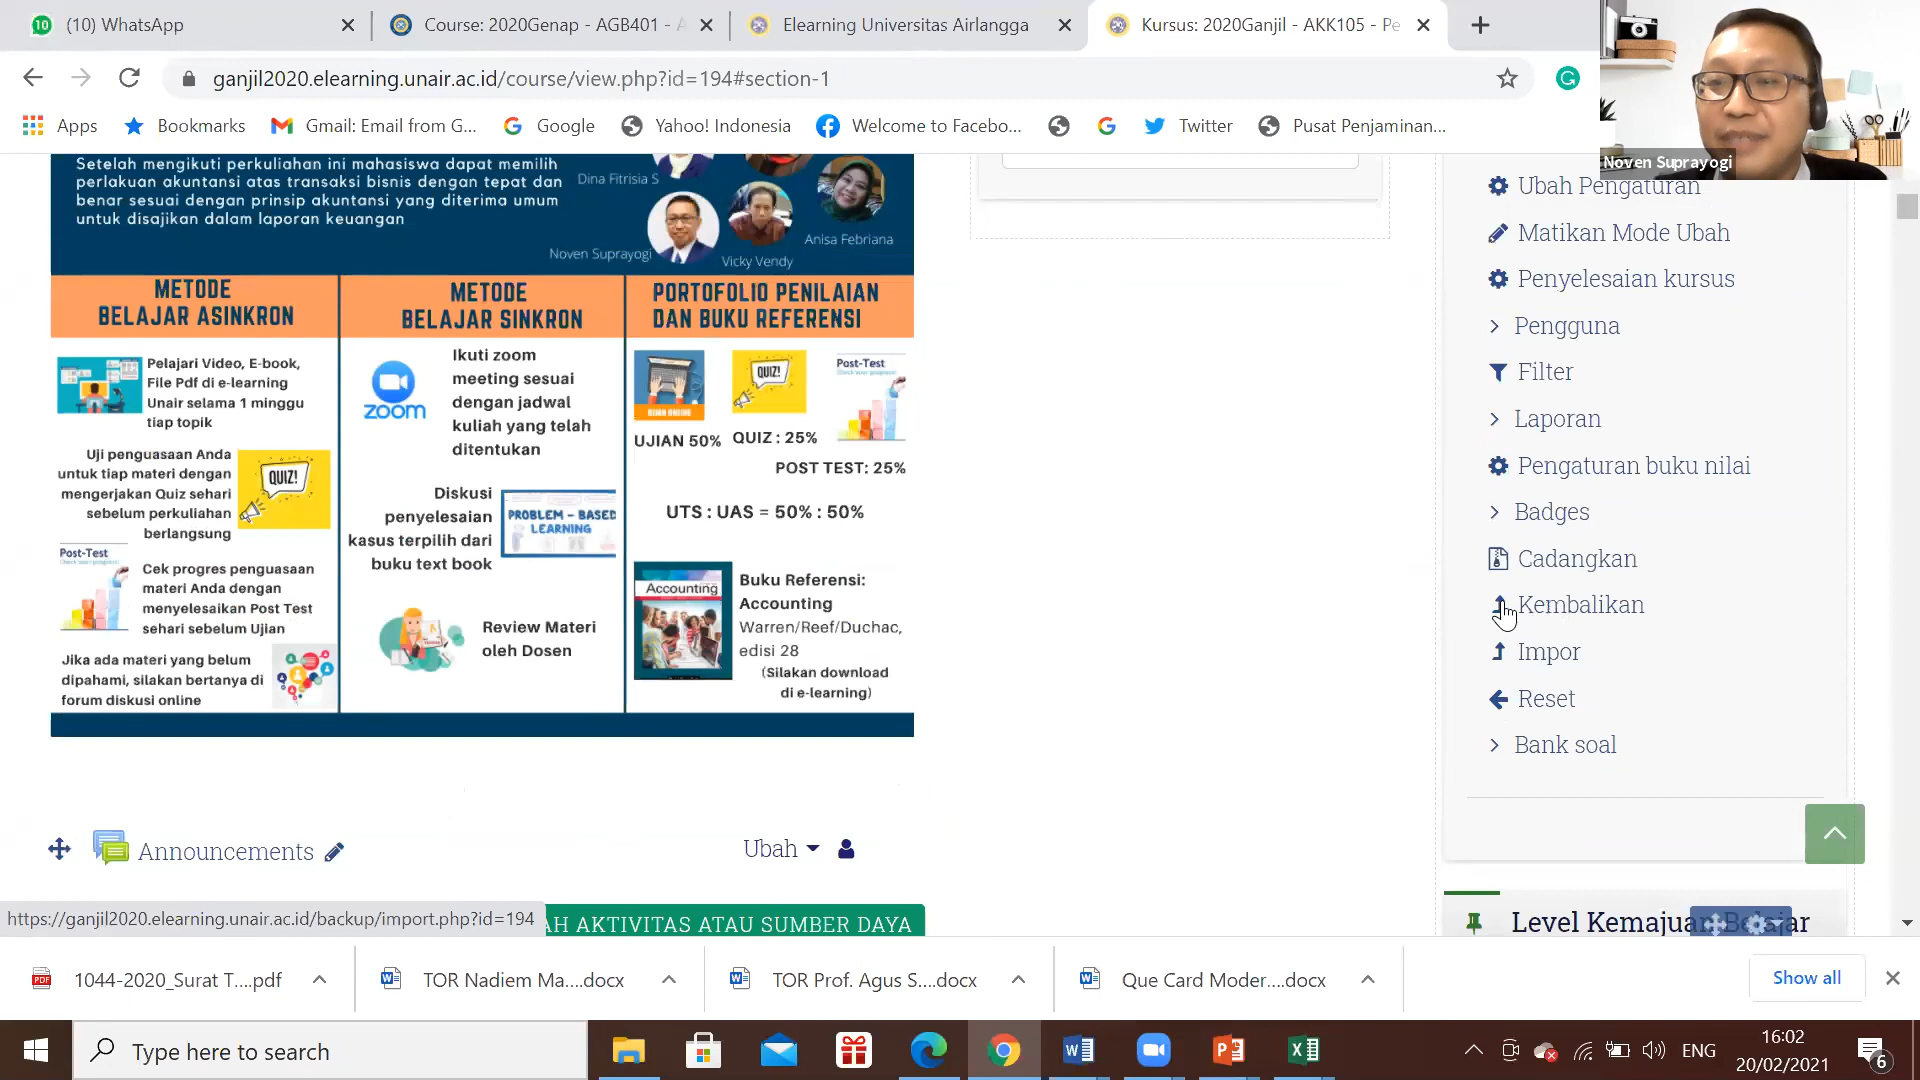 (10) WhatsApp
Course: 2020Genap - AGB401 - A
Elearning Universitas Airlangga
Kursus: 2020Ganjil - AKK105 - Pe
ganjil2020.elearning.unair.ac.id/course/view.php?id=194#section-1
Apps
Bookmarks
Gmail: Email from G...
Google
Yahoo! Indonesia
Welcome to Facebo...
Twitter
Pusat Penjaminan...
Noven Suprayogi
Setelah mengikuti perkuliahan ini mahasiswa dapat memilih
perlakuan akuntansi atas transaksi bisnis dengan tepat dan
benar sesuai dengan prinsip akuntansi yang diterima umum
untuk disajikan dalam laporan keuangan
Dina Fitrisia S
Noven Suprayogi
Vicky Vendy
Anisa Febriana
METODE
BELAJAR ASINKRON
METODE
BELAJAR SINKRON
PORTOFOLIO PENILAIAN
DAN BUKU REFERENSI
Pelajari Video, E-book,
File Pdf di e-learning
Unair selama 1 minggu
tiap topik
Uji penguasaan Anda
untuk tiap materi dengan
mengerjakan Quiz sehari
sebelum perkuliahan
berlangsung
QUIZ!
Post-Test
Cek progres penguasaan
materi Anda dengan
menyelesaikan Post Test
sehari sebelum Ujian
Jika ada materi yang belum
dipahami, silakan bertanya di
forum diskusi online
zoom
Ikuti zoom
meeting sesuai
dengan jadwal
kuliah yang telah
ditentukan
Diskusi
penyelesaian
kasus terpilih dari
buku text book
PROBLEM - BASED
LEARNING
Review Materi
oleh Dosen
QUIZ!
Post-Test
UJIAN 50%
QUIZ : 25%
POST TEST: 25%
UTS : UAS = 50% : 50%
Accounting
Buku Referensi:
Accounting
Warren/Reef/Duchac,
edisi 28
(Silakan download
di e-learning)
Announcements
Ubah
AH AKTIVITAS ATAU SUMBER DAYA
https://ganjil2020.elearning.unair.ac.id/backup/import.php?id=194
Ubah Pengaturan
Matikan Mode Ubah
Penyelesaian kursus
Pengguna
Filter
Laporan
Pengaturan buku nilai
Badges
Cadangkan
Kembalikan
Impor
Reset
Bank soal
Level Kemajuan Belajar
1044-2020_Surat T....pdf
TOR Nadiem Ma....docx
TOR Prof. Agus S....docx
Que Card Moder....docx
Show all
Type here to search
ENG
16:02
20/02/2021
6